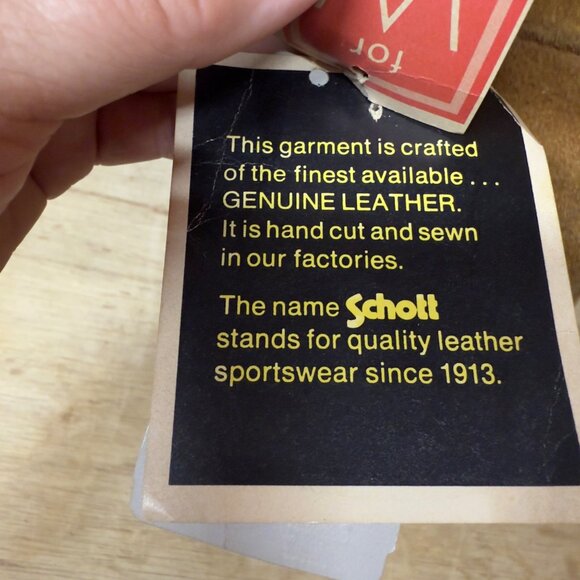 for
This garment is crafted
of the finest available . . .
GENUINE LEATHER.
It is hand cut and sewn
in our factories.
The name Schott
stands for quality leather
sportswear since 1913.